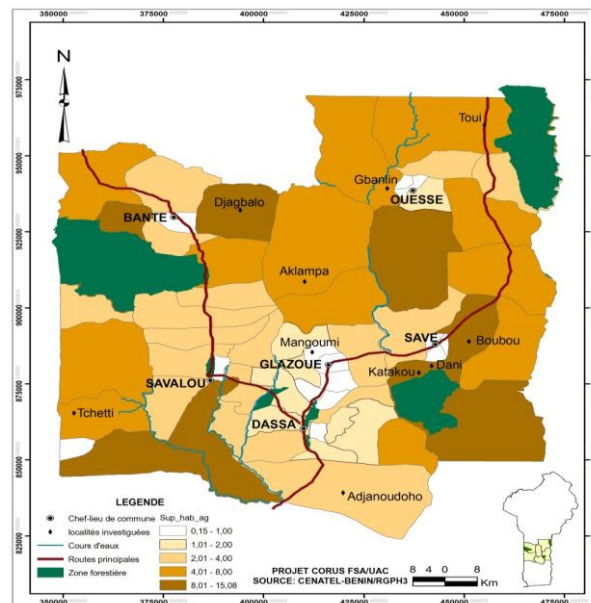 350000 375000 400000 425000 450000 475000
N
975000
950000
925000
900000
875000
850000
825000
Toui
Gbanlin
OUESSE
Djagbalo
BANTE
Aklampa
SAVE
Boubou
Mangoumi
GLAZOUE
Dani
Katakou
SAVALOU
Tchetti
DASSA
Adjanoudoho
LEGENDE
Chef-lieu de commune
localités investiguées
Cours d'eaux
Routes principales
Zone forestière
Sup_hab_ag
0,15 - 1,00
1,01 - 2,00
2,01 - 4,00
4,01 - 8,00
8,01 - 15,08
PROJET CORUS FSA/UAC
SOURCE: CENATEL-BENIN/RGPH3
8 4 0 8
Km
350000 375000 400000 425000 450000 475000